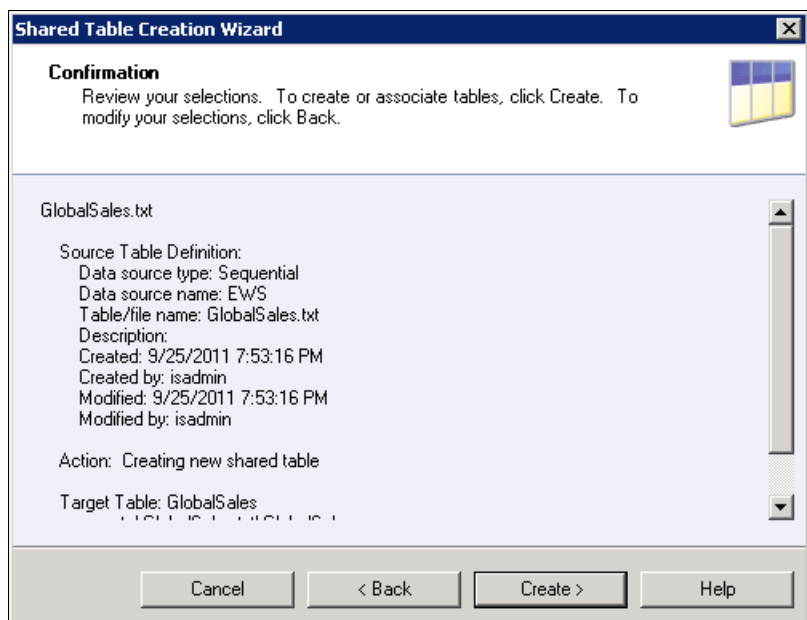 Shared Table Creation Wizard
Confirmation
Review your selections. To create or associate tables, click Create. To
modify your selections, click Back.
GlobalSales.txt
Source Table Definition:
Data source type: Sequential
Data source name: EWS
Table/file name: GlobalSales.txt
Description:
Created: 9/25/2011 7:53:16 PM
Created by: isadmin
Modified: 9/25/2011 7:53:16 PM
Modified by: isadmin
Action: Creating new shared table
Target Table: GlobalSales
Cancel
< Back
Create >
Help